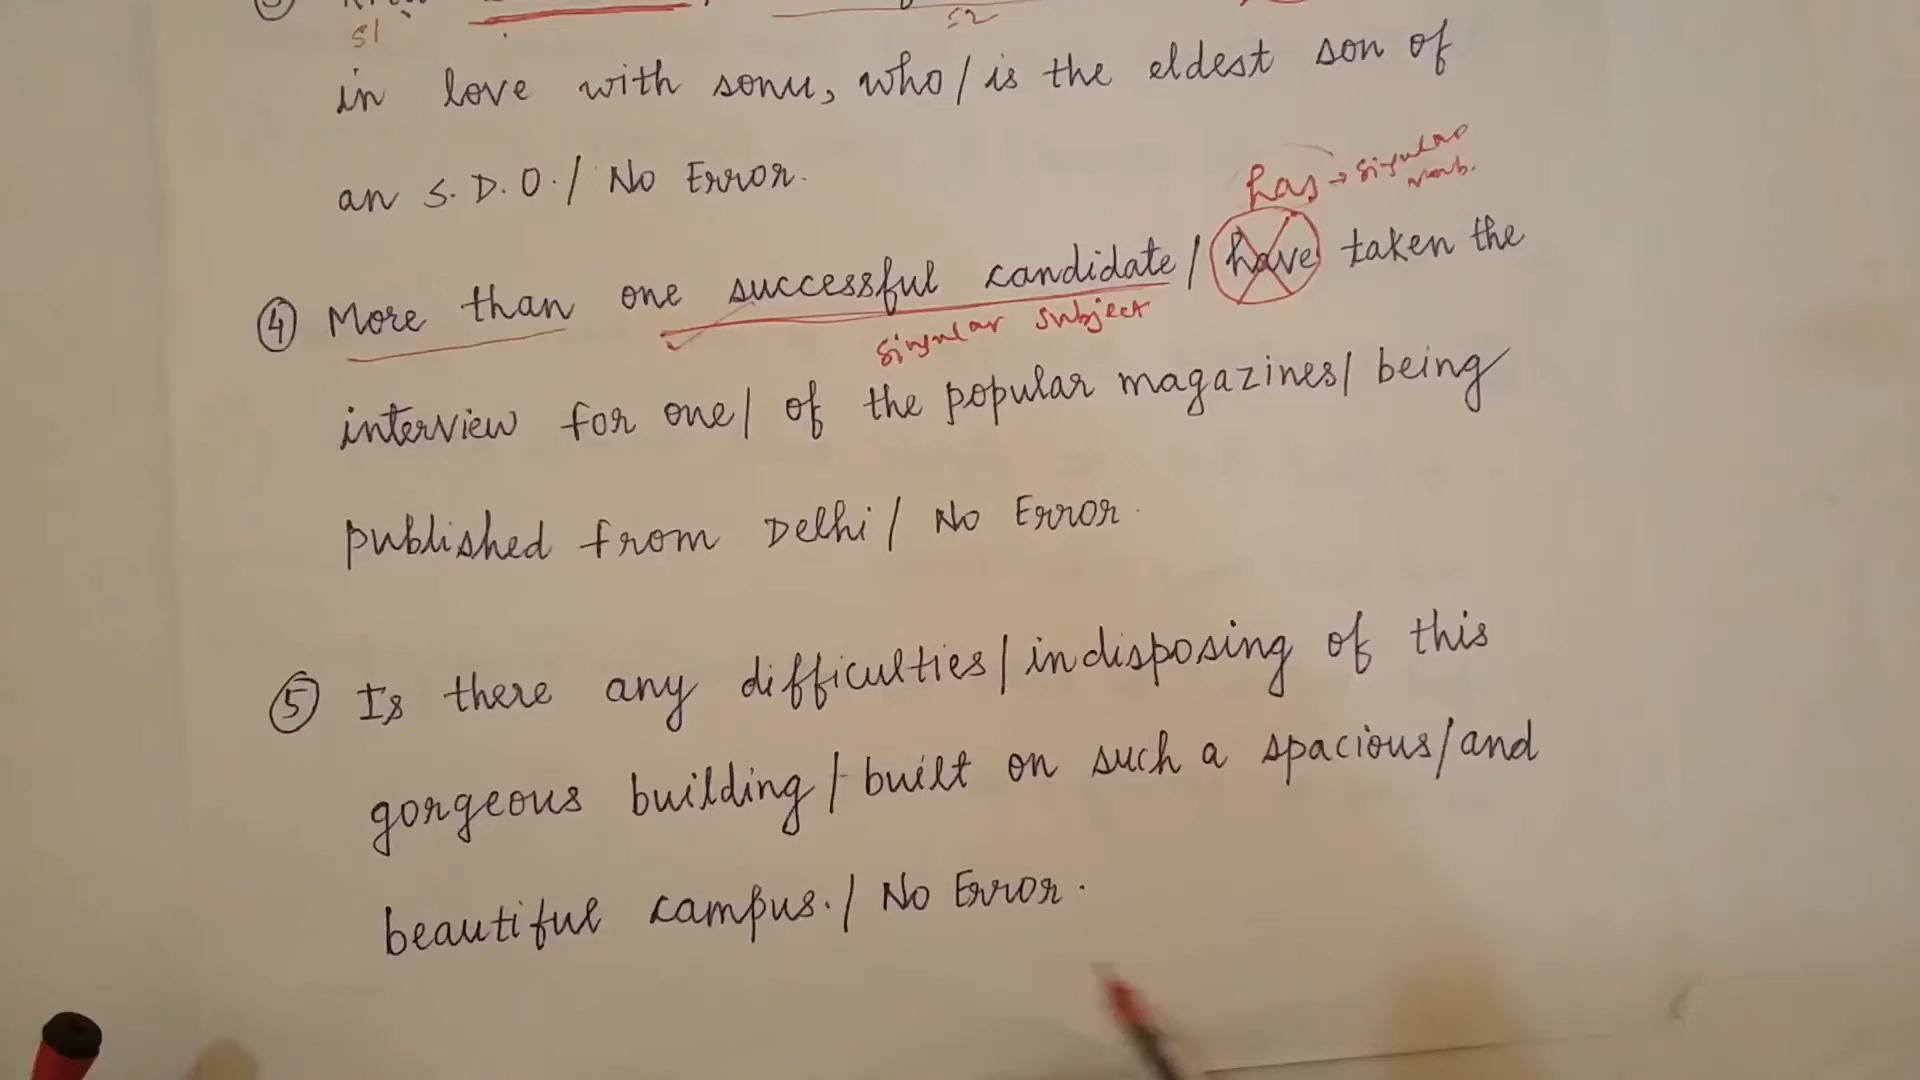 S1
S2
in love with sonu, who / is the eldest son of
an S.D.O. / No Error.
has → singular verb.
④ More than one successful candidate / have taken the
singular subject
interview for one / of the popular magazines / being
published from Delhi / No Error.
⑤ Is there any difficulties / in disposing of this
gorgeous building / built on such a spacious / and
beautiful campus. / No Error.